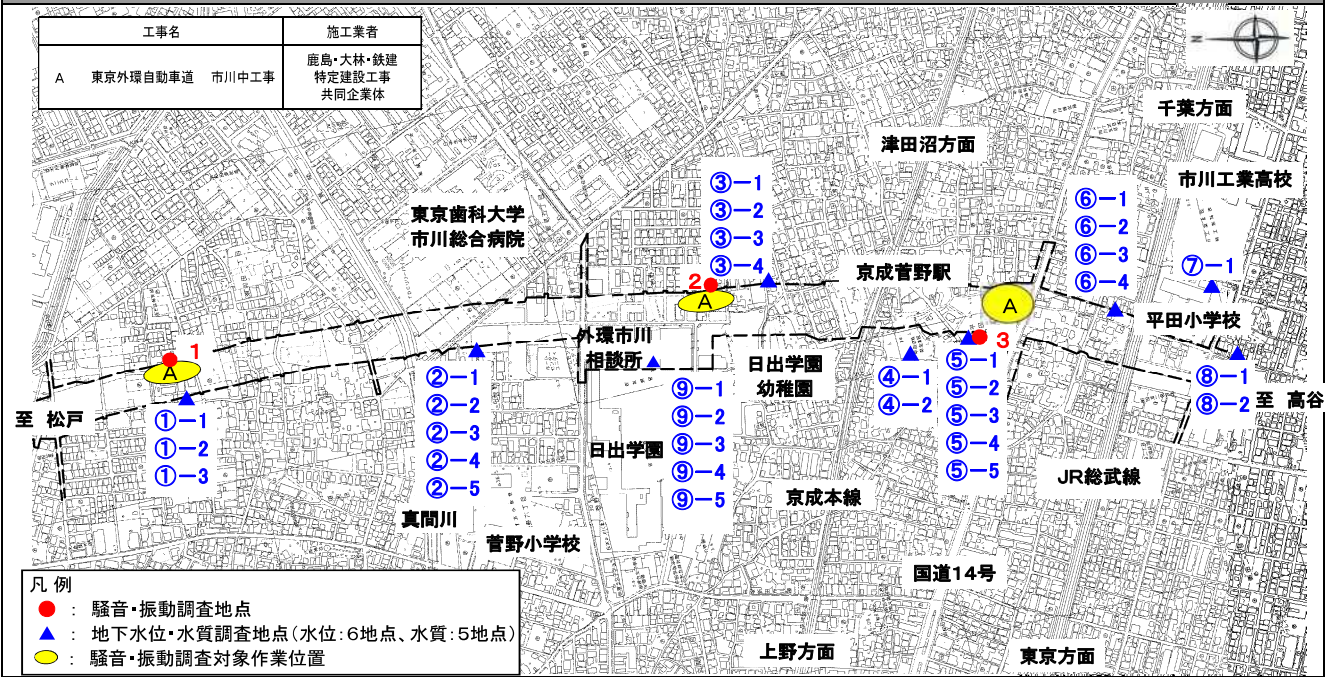 工事名 施工業者
A 東京外環自動車道 市川中工事
鹿島・大林・鉄建
特定建設工事
共同企業体
N
千葉方面
津田沼方面
市川工業高校
東京歯科大学
市川総合病院
③－1
③－2
③－3
③－4
⑥－1
⑥－2
⑥－3
⑥－4
⑦－1
京成菅野駅
2
A
A
平田小学校
1
A
外環市川
相談所
3
日出学園
幼稚園
至 松戸
①－1
①－2
①－3
②－1
②－2
②－3
②－4
②－5
日出学園
⑨－1
⑨－2
⑨－3
⑨－4
⑨－5
④－1
④－2
⑤－1
⑤－2
⑤－3
⑤－4
⑤－5
⑧－1
⑧－2
至 高谷
JR総武線
京成本線
真間川
菅野小学校
国道14号
上野方面
東京方面
凡 例
： 騒音・振動調査地点
： 地下水位・水質調査地点（水位：6地点、水質：5地点）
： 騒音・振動調査対象作業位置